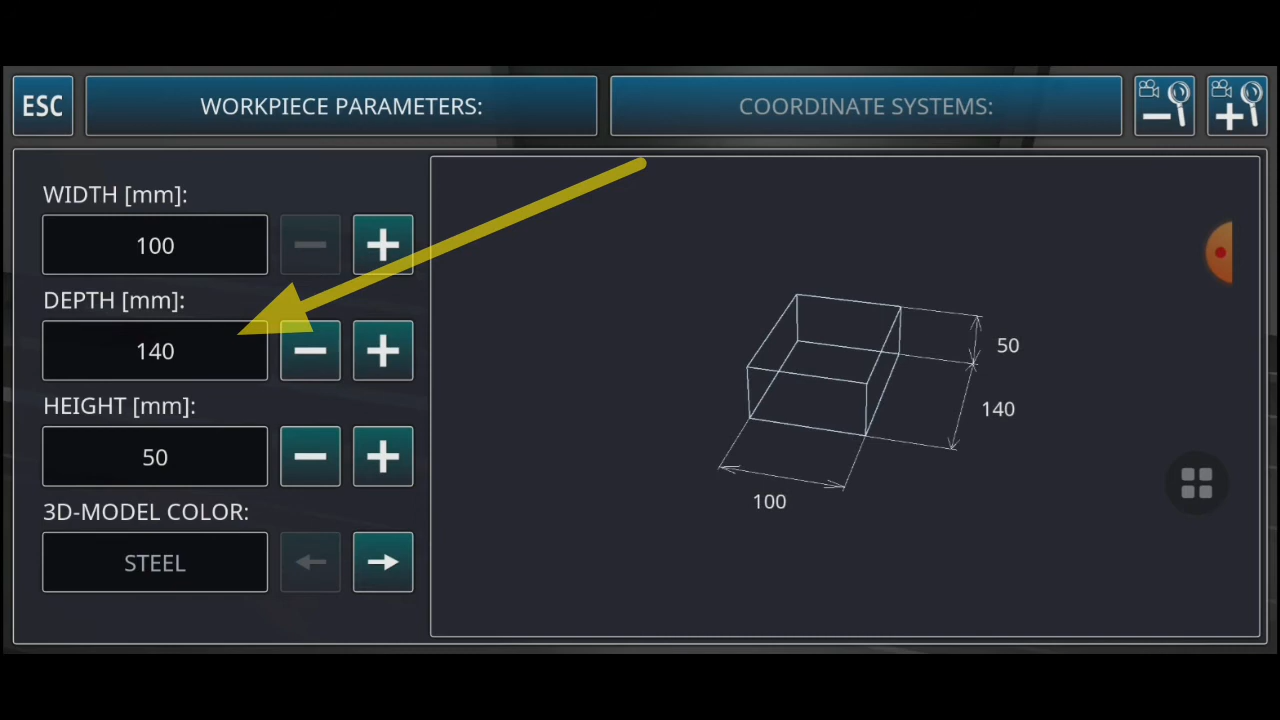 ESC
WORKPIECE PARAMETERS:
COORDINATE SYSTEMS:
WIDTH [mm]:
100
DEPTH [mm]:
140
HEIGHT [mm]:
50
3D-MODEL COLOR:
STEEL
50
140
100